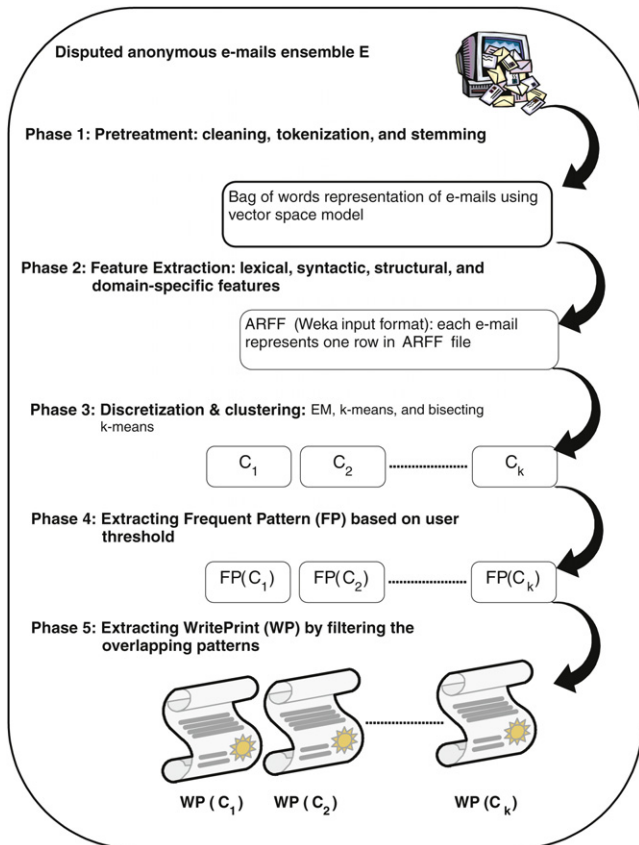 Disputed anonymous e-mails ensemble E
Phase 1: Pretreatment: cleaning, tokenization, and stemming
Bag of words representation of e-mails using
vector space model
Phase 2: Feature Extraction: lexical, syntactic, structural, and
domain-specific features
ARFF (Weka input format): each e-mail
represents one row in ARFF file
Phase 3: Discretization & clustering: EM, k-means, and bisecting
k-means
C1 C2 .................... Ck
Phase 4: Extracting Frequent Pattern (FP) based on user
threshold
FP(C1) FP(C2) .................... FP(Ck)
Phase 5: Extracting WritePrint (WP) by filtering the
overlapping patterns
....................
WP (C1) WP (C2) WP (Ck)